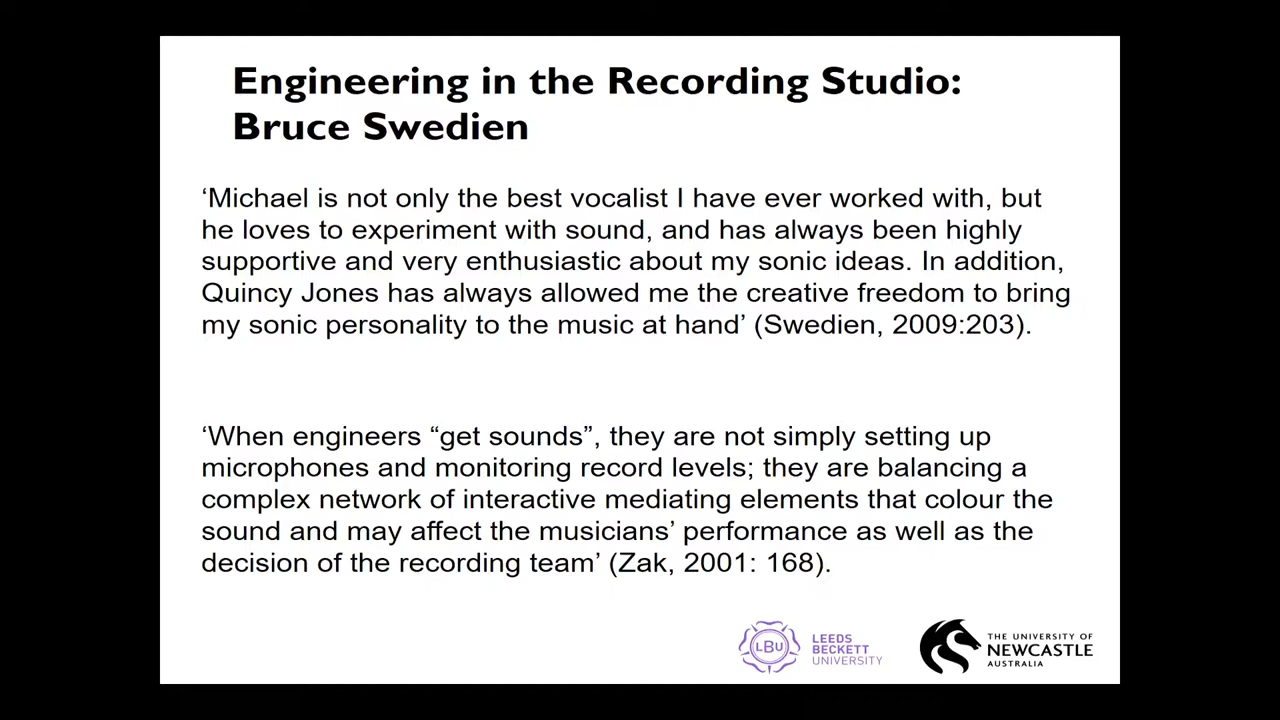 Engineering in the Recording Studio:
Bruce Swedien
‘Michael is not only the best vocalist I have ever worked with, but
he loves to experiment with sound, and has always been highly
supportive and very enthusiastic about my sonic ideas. In addition,
Quincy Jones has always allowed me the creative freedom to bring
my sonic personality to the music at hand’ (Swedien, 2009:203).
‘When engineers “get sounds”, they are not simply setting up
microphones and monitoring record levels; they are balancing a
complex network of interactive mediating elements that colour the
sound and may affect the musicians’ performance as well as the
decision of the recording team’ (Zak, 2001: 168).
LBU
LEEDS
BECKETT
UNIVERSITY
THE UNIVERSITY OF
NEWCASTLE
AUSTRALIA